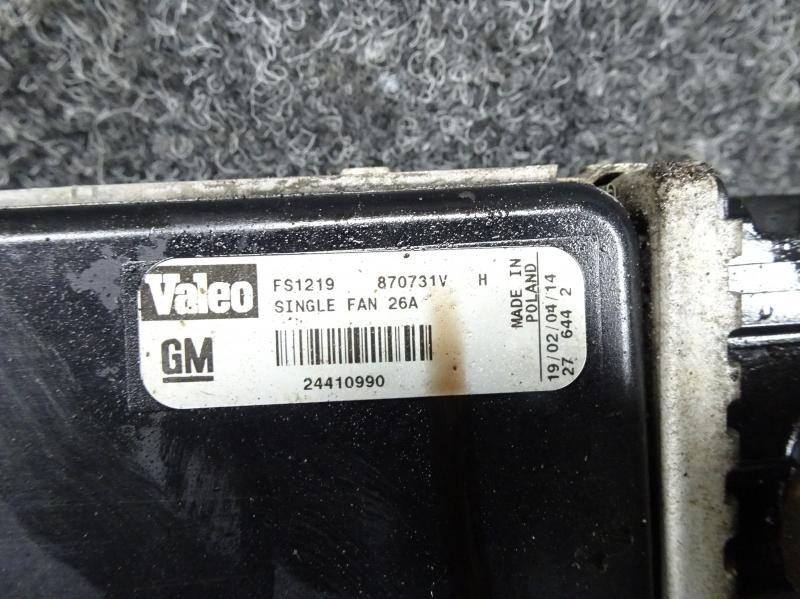 Valeo FS1219 870731V H
SINGLE FAN 26A
GM
24410990
MADE IN
POLAND
19/02/04/14
27 644 2